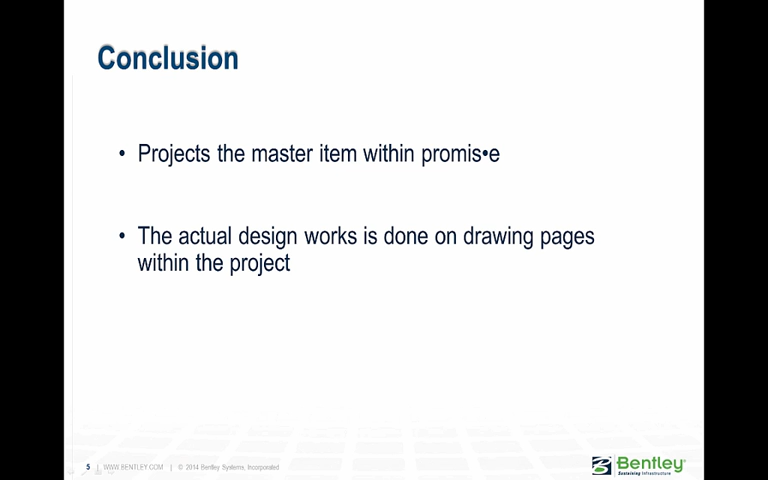 Conclusion
• Projects the master item within promis•e
• The actual design works is done on drawing pages
within the project
5 | WWW.BENTLEY.COM | © 2014 Bentley Systems, Incorporated
Bentley®
Sustaining Infrastructure